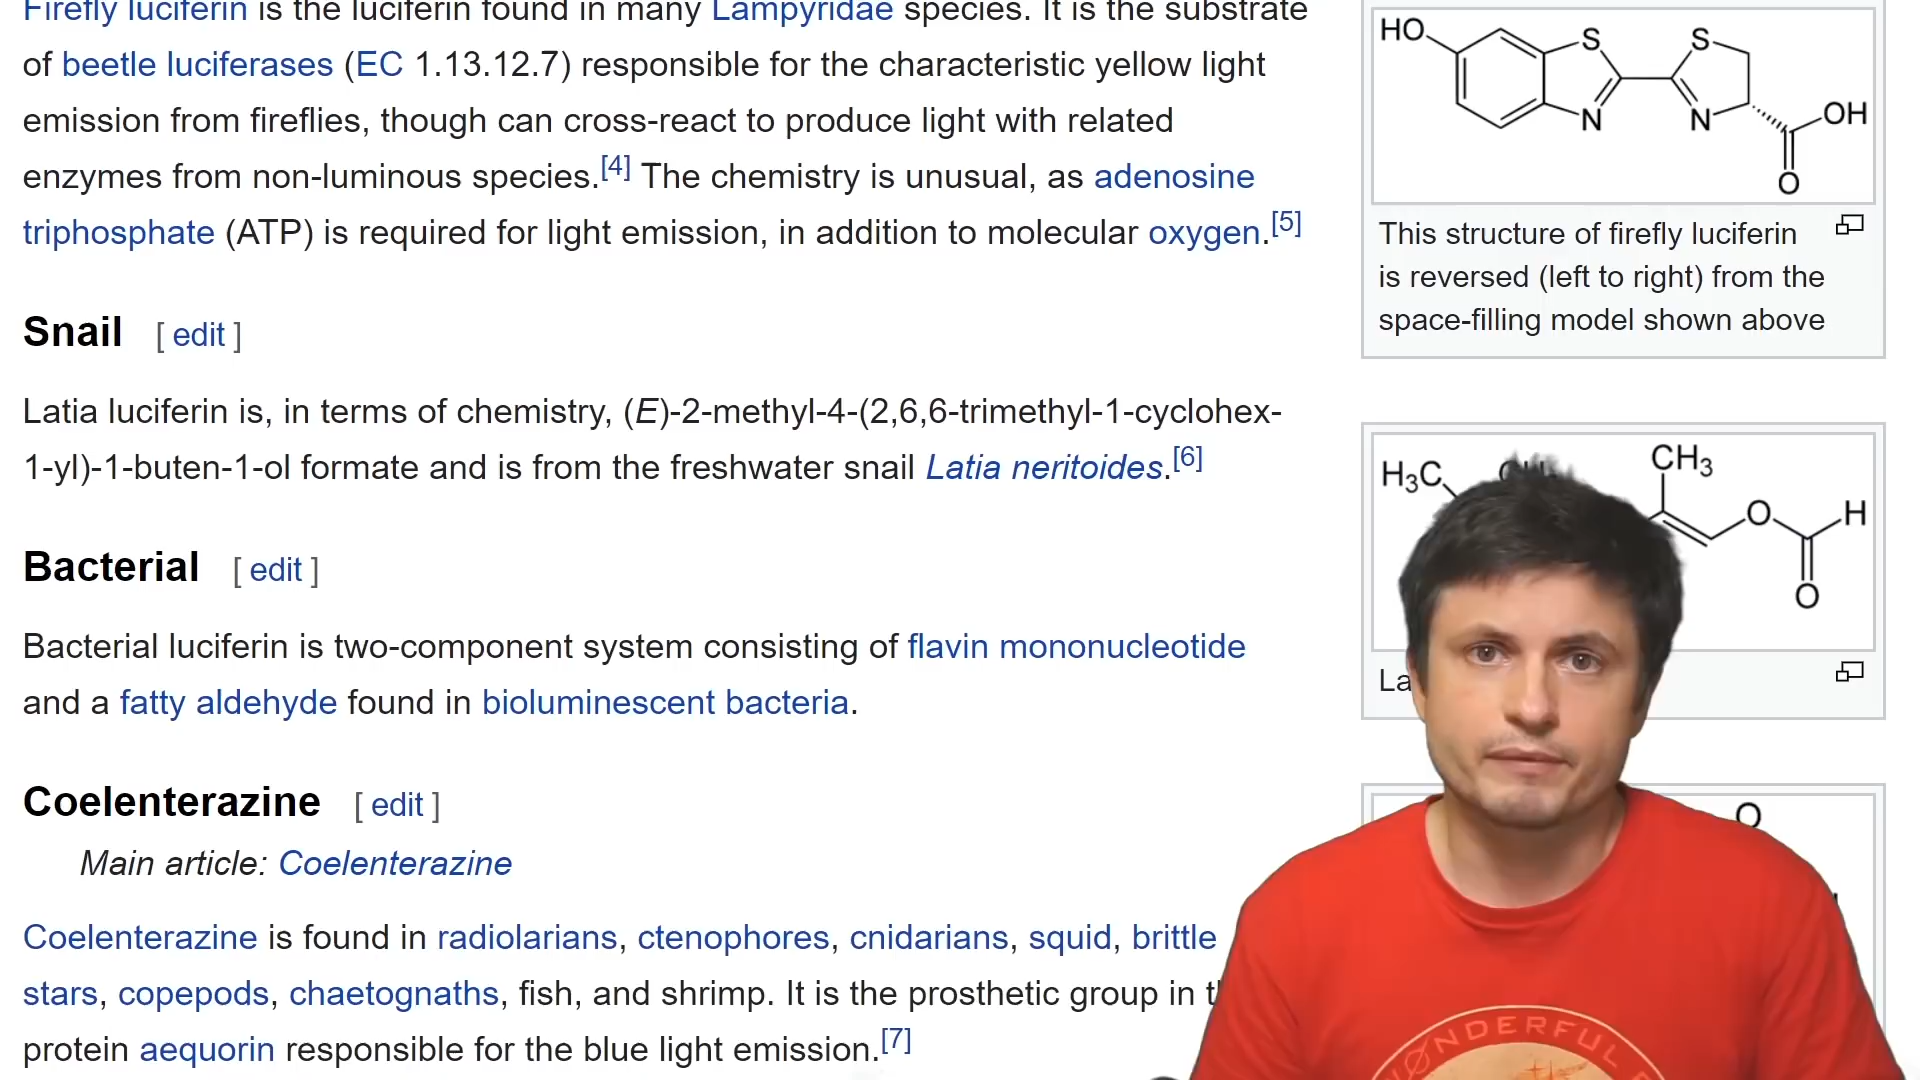 Firefly luciferin is the luciferin found in many Lampyridae species. It is the substrate
of beetle luciferases (EC 1.13.12.7) responsible for the characteristic yellow light
emission from fireflies, though can cross-react to produce light with related
enzymes from non-luminous species.[4] The chemistry is unusual, as adenosine
triphosphate (ATP) is required for light emission, in addition to molecular oxygen.[5]
HO
S
S
N
N
OH
O
This structure of firefly luciferin
is reversed (left to right) from the
space-filling model shown above
Snail [ edit ]
Latia luciferin is, in terms of chemistry, (E)-2-methyl-4-(2,6,6-trimethyl-1-cyclohex-
1-yl)-1-buten-1-ol formate and is from the freshwater snail Latia neritoides.[6]
H3C
CH3
O
H
O
La
Bacterial [ edit ]
Bacterial luciferin is two-component system consisting of flavin mononucleotide
and a fatty aldehyde found in bioluminescent bacteria.
Coelenterazine [ edit ]
Main article: Coelenterazine
Coelenterazine is found in radiolarians, ctenophores, cnidarians, squid, brittle
stars, copepods, chaetognaths, fish, and shrimp. It is the prosthetic group in
protein aequorin responsible for the blue light emission.[7]
O
WØNDERFUL